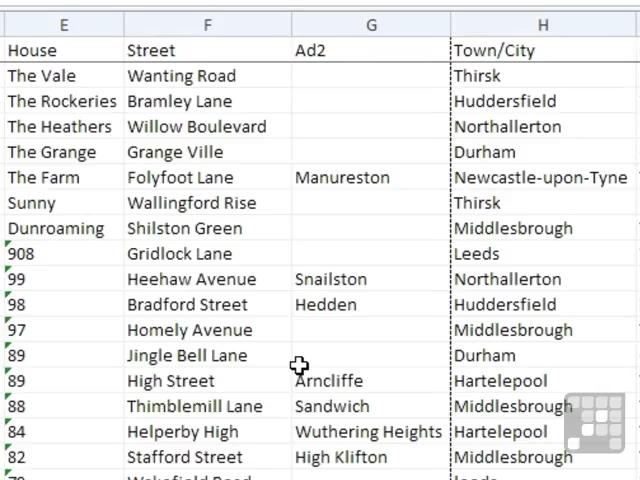 E F G H
House Street Ad2 Town/City
The Vale Wanting Road Thirsk
The Rockeries Bramley Lane Huddersfield
The Heathers Willow Boulevard Northallerton
The Grange Grange Ville Durham
The Farm Folyfoot Lane Manureston Newcastle-upon-Tyne
Sunny Wallingford Rise Thirsk
Dunroaming Shilston Green Middlesbrough
908 Gridlock Lane Leeds
99 Heehaw Avenue Snailston Northallerton
98 Bradford Street Hedden Huddersfield
97 Homely Avenue Middlesbrough
89 Jingle Bell Lane Durham
89 High Street Arncliffe Hartelepool
88 Thimblemill Lane Sandwich Middlesbrough
84 Helperby High Wuthering Heights Hartelepool
82 Stafford Street High Klifton Middlesbrough